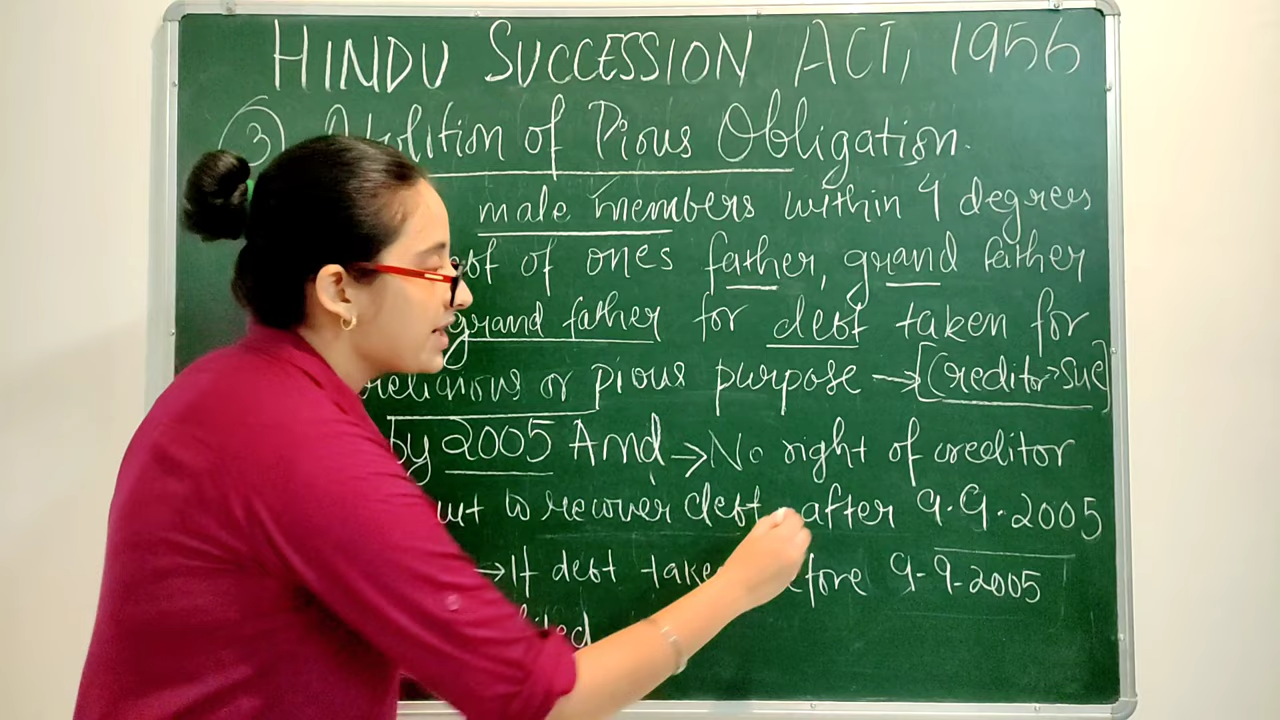 HINDU SUCCESSION ACT, 1956
③ Abolition of Pious Obligation.
male members within 4 degrees
of ones father, grand father
grand father for debt taken for
religious or pious purpose → [Creditor → Sue]
by 2005 Amd → No right of creditor
to recover debt after 9.9.2005
→ If debt taken before 9-9-2005